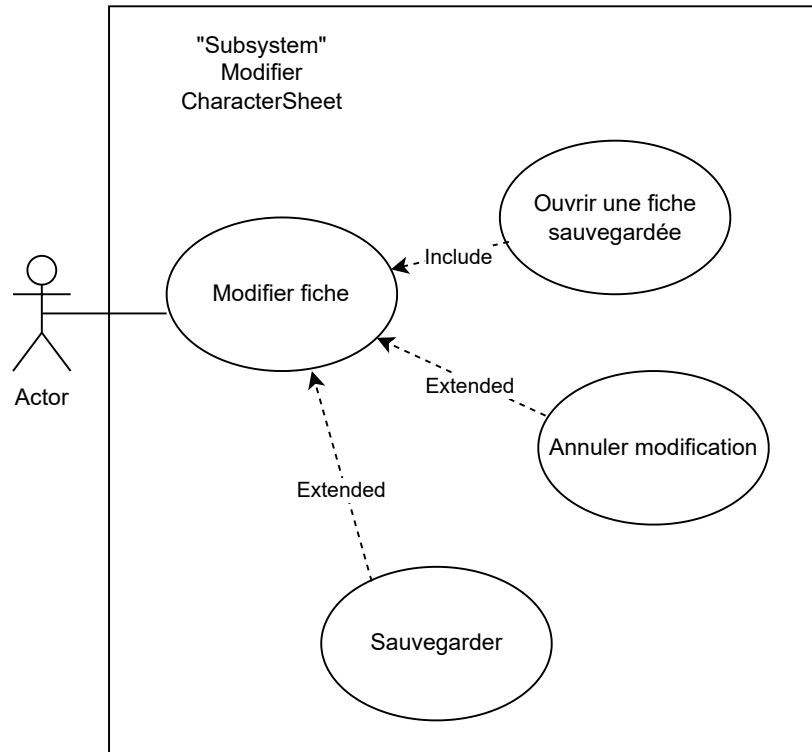 "Subsystem"
Modifier
CharacterSheet
Ouvrir une fiche
sauvegardée
Include
Modifier fiche
Actor
Extended
Annuler modification
Extended
Sauvegarder